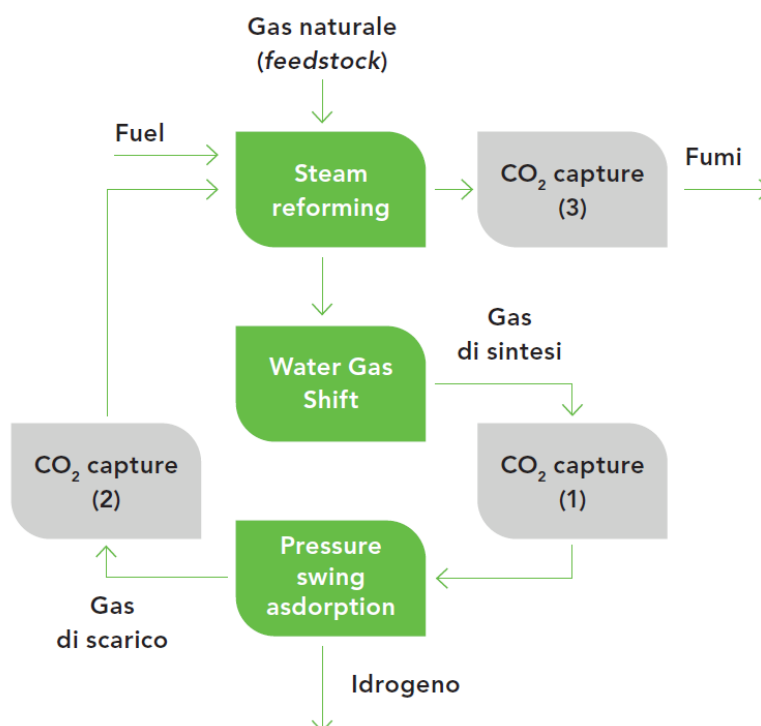 Gas naturale
(feedstock)
Fuel
Steam
reforming
CO₂ capture
(3)
Fumi
Water Gas
Shift
Gas
di sintesi
CO₂ capture
(2)
CO₂ capture
(1)
Pressure
swing
asdorption
Gas
di scarico
Idrogeno